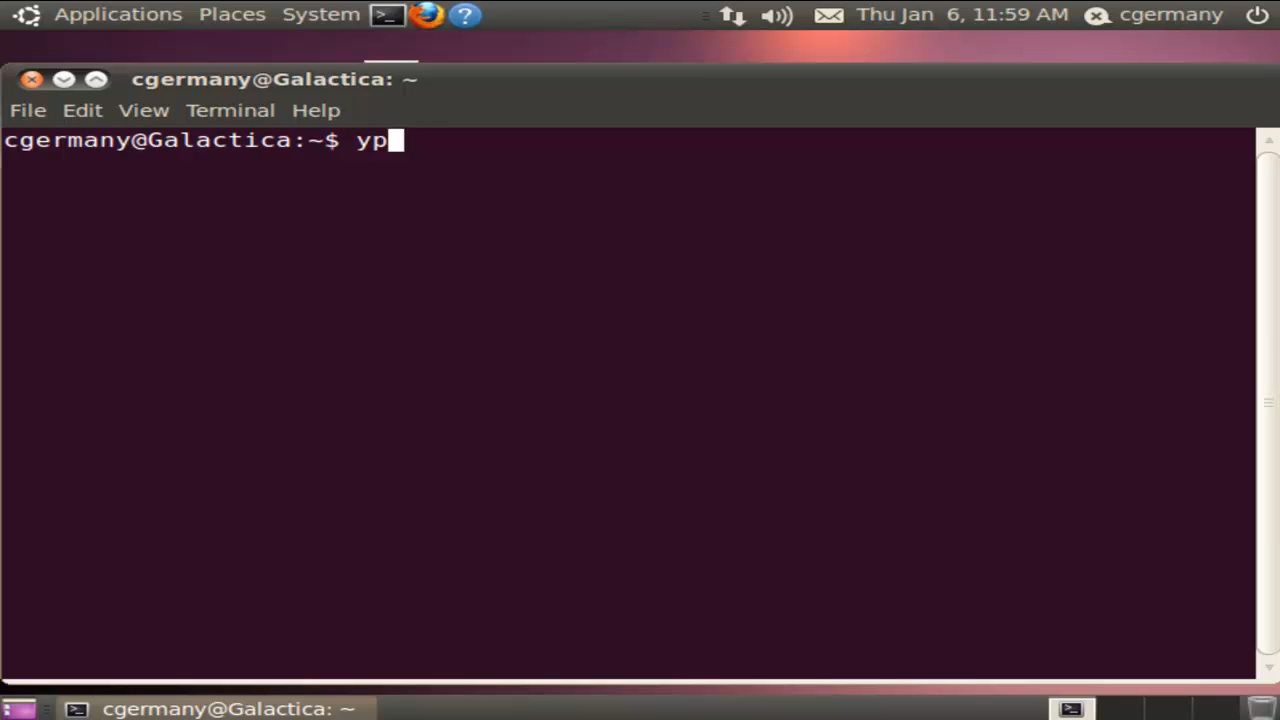 Applications Places System >_ ? Thu Jan 6, 11:59 AM cgermany
cgermany@Galactica: ~
File Edit View Terminal Help
cgermany@Galactica:~$ yp
>_ cgermany@Galactica: ~ >_